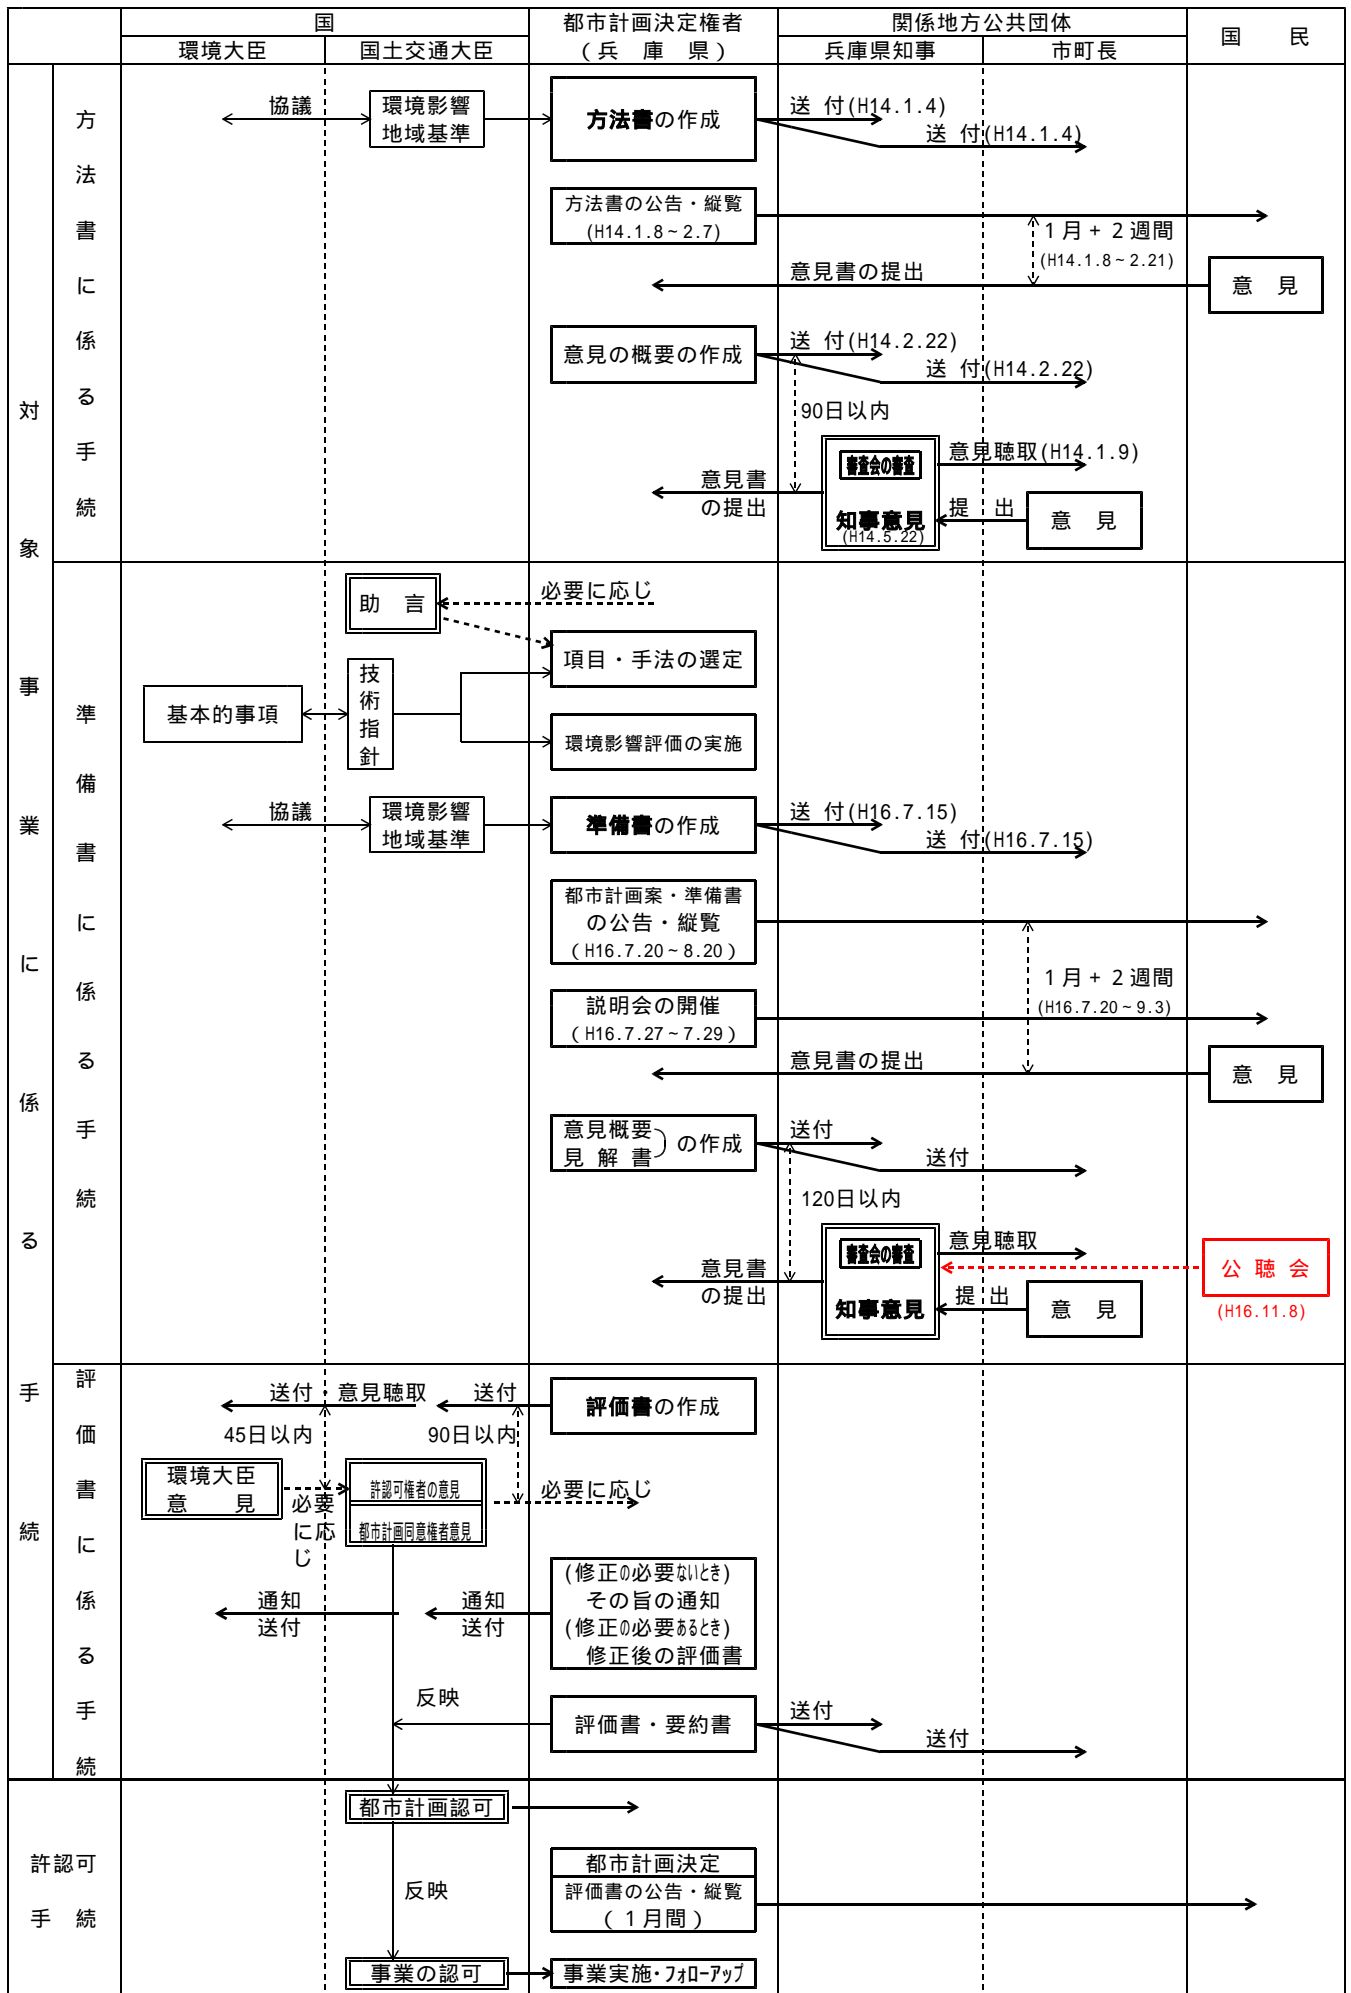 国
都市計画決定権者
(兵 庫 県)
関係地方公共団体
国 民
環境大臣
国土交通大臣
兵庫県知事
市町長
対象事業に係る手続
方法書に係る手続
協議
環境影響
地域基準
方法書の作成
送 付(H14.1.4)
送 付(H14.1.4)
方法書の公告・縦覧
(H14.1.8~2.7)
1月+2週間
(H14.1.8~2.21)
意見書の提出
意 見
意見の概要の作成
送 付(H14.2.22)
送 付(H14.2.22)
90日以内
審査会の審査
意見聴取(H14.1.9)
意見書
の提出
知事意見
(H14.5.22)
提 出
意 見
準備書に係る手続
助 言
必要に応じ
項目・手法の選定
基本的事項
技術指針
環境影響評価の実施
協議
環境影響
地域基準
準備書の作成
送 付(H16.7.15)
送 付(H16.7.15)
都市計画案・準備書
の公告・縦覧
(H16.7.20~8.20)
1月+2週間
(H16.7.20~9.3)
説明会の開催
(H16.7.27~7.29)
意見書の提出
意 見
意見概要
見 解 書
の作成
送付
送付
120日以内
審査会の審査
意見聴取
公 聴 会
(H16.11.8)
意見書
の提出
知事意見
提 出
意 見
評価書に係る手続
送付・意見聴取
送付
評価書の作成
45日以内
90日以内
環境大臣
意 見
必要
に応
じ
許認可権者の意見
都市計画同意権者意見
必要に応じ
(修正の必要ないとき)
その旨の通知
(修正の必要あるとき)
修正後の評価書
通知
送付
通知
送付
反映
評価書・要約書
送付
送付
許認可
手 続
都市計画認可
都市計画決定
評価書の公告・縦覧
(1月間)
反映
事業の認可
事業実施・フォローアップ